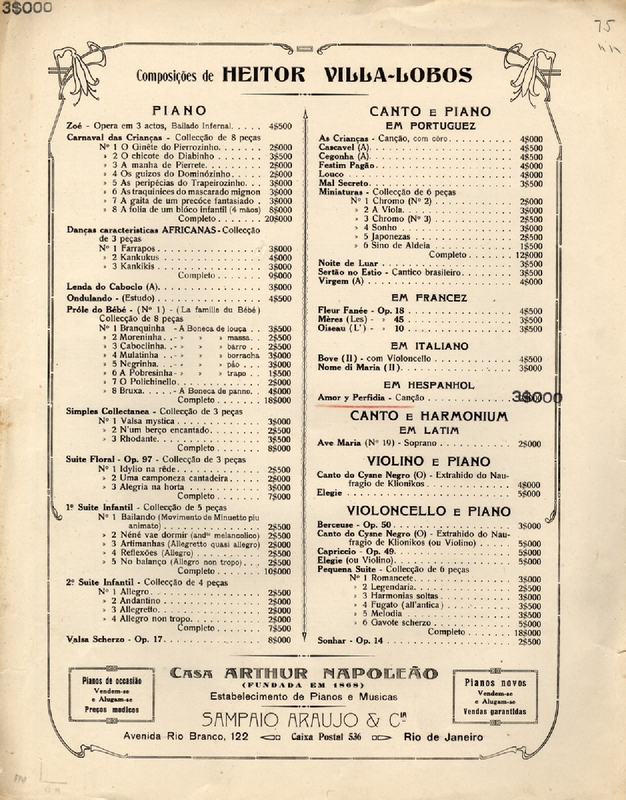 3$000
75
Composições de HEITOR VILLA-LOBOS
PIANO
Zoé - Opera em 3 actos, Bailado Infernal. . . . . 4$500
Carnaval das Crianças - Collecção de 8 peças
Nº 1 O Ginête do Pierrozinho. . . . . 2$000
» 2 O chicote do Diabinho . . . . . 3$500
» 3 A manha de Pierrete. . . . . 2$000
» 4 Os guizos do Dominózinho. . . . . 2$000
» 5 As peripécias do Trapeirozinho. . . . . 3$000
» 6 As traquinices do mascarado mignon 3$000
» 7 A gaita de um precóce fantasiado . 3$000
» 8 A folia de um blóco infantil (4 mãos) 8$000
Completo . . . . . 20$000
Danças caracteristicas AFRICANAS - Collecção
de 3 peças
Nº 1 Farrapos. . . . . 3$000
» 2 Kankukus . . . . . 4$000
» 3 Kankikis . . . . . 3$000
Completo . . . . . 9$000
Lenda do Caboclo (A). . . . . 3$000
Ondulando - (Estudo) . . . . . 4$500
Próle do Bébé - (Nº 1) - (La famille du Bébé)
Collecção de 8 peças
Nº 1 Branquinha - A Boneca de louça . . 3$500
» 2 Moreninha . . - » » massa. . 2$500
» 3 Caboclinha. . - » » barro . . 2$500
» 4 Mulatinha . . - » » borracha 3$000
» 5 Negrinha. . - » » páo . . 3$000
» 6 A Pobresinha - » » trapo . . 1$500
» 7 O Polichinello . . . . . 2$000
» 8 Bruxa. . . - A Boneca de panno. . 4$000
Completo . . . . . 18$000
Simples Collectanea - Collecção de 3 peças
Nº 1 Valsa mystica . . . . . 3$000
» 2 N'um berço encantado. . . . . 2$500
» 3 Rhodante. . . . . 3$500
Completo . . . . . 8$000
Suite Floral - Op. 97 - Collecção de 3 peças
Nº 1 Idylio na rêde. . . . . 2$500
» 2 Uma camponeza cantadeira . . . . . 2$000
» 3 Alegria na horta . . . . . 3$000
Completo . . . . . 7$000
1ª Suite Infantil - Collecção de 5 peças
Nº 1 Bailando (Movimento de Minuetto piu
animato) . . . . . 2$500
» 2 Néné vae dormir (andte melancolico) 2$500
» 3 Artimanhas (Allegretto quasi allegro) 2$000
» 4 Reflexões (Allegro) . . . . . 2$500
» 5 No balanço (Allegro non tropo). . . . . 2$500
Completo . . . . . 10$000
2ª Suite Infantil - Collecção de 4 peças
Nº 1 Allegro. . . . . 2$500
» 2 Andantino . . . . . 2$000
» 3 Allegretto. . . . . 2$000
» 4 Allegro non tropo. . . . . 2$500
Completo . . . . . 7$500
Valsa Scherzo - Op. 17. . . . . 8$000
CANTO E PIANO
EM PORTUGUEZ
As Crianças - Canção, com côro. . . . . 4$000
Cascavel (A). . . . . 4$500
Cegonha (A). . . . . 3$500
Festim Pagão . . . . . 4$000
Louco . . . . . 4$000
Mal Secreto. . . . . 3$500
Miniaturas - Collecção de 6 peças
Nº 1 Chromo (Nº 2) . . . . . 2$000
» 2 A Viola. . . . . 3$000
» 3 Chromo (Nº 3) . . . . . 2$500
» 4 Sonho . . . . . 3$000
» 5 Japonezas . . . . . 2$500
» 6 Sino de Aldeia . . . . . 1$500
Completo . . . . . 12$000
Noite de Luar . . . . . 3$500
Sertão no Estio - Cantico brasileiro. . . . . 3$500
Virgem (A) . . . . . 4$000
EM FRANCEZ
Fleur Fanée - Op. 18 . . . . . 4$500
Mères (Les) - » 45 . . . . . 3$500
Oiseau (L') - » 10 . . . . . 3$500
EM ITALIANO
Bove (Il) - com Violoncello . . . . . 4$500
Nome di Maria (Il). . . . . 3$000
EM HESPANHOL
Amor y Perfidia - Canção . . . . . 3$000
CANTO E HARMONIUM
EM LATIM
Ave Maria (Nº 19) - Soprano . . . . . 2$000
VIOLINO E PIANO
Canto do Cysne Negro (O) - Extrahido do Nau-
fragio de Klionikos . . . . . 4$000
Elegie . . . . . 5$000
VIOLONCELLO E PIANO
Berceuse - Op. 50 . . . . . 3$000
Canto do Cysne Negro (O) - Extrahido do Nau-
fragio de Klionikos (ou Violino) . . 5$000
Capriccio - Op. 49. . . . . 5$000
Elegie (ou Violino). . . . . 5$000
Pequena Suite - Collecção de 6 peças
Nº 1 Romancete. . . . . 3$000
» 2 Legendaria. . . . . 2$500
» 3 Harmonias soltas . . . . . 3$000
» 4 Fugato (all'antica) . . . . . 3$500
» 5 Melodia . . . . . 3$500
» 6 Gavote scherzo . . . . . 5$000
Completo . . . . . 18$000
Sonhar - Op. 14 . . . . . 2$500
Pianos de occasião
Vendem-se
e Alugam-se
Preços modicos
CASA ARTHUR NAPOLEÃO
(FUNDADA EM 1868)
Estabelecimento de Pianos e Musicas
SAMPAIO ARAUJO & Cia
Pianos novos
Vendem-se
e Alugam-se
Vendas garantidas
Avenida Rio Branco, 122 Caixa Postal 536 Rio de Janeiro